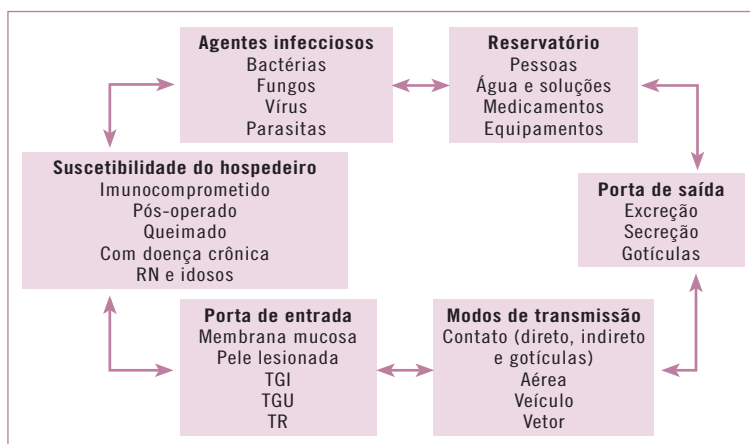 Agentes infecciosos
Bactérias
Fungos
Vírus
Parasitas
Reservatório
Pessoas
Água e soluções
Medicamentos
Equipamentos
Suscetibilidade do hospedeiro
Imunocomprometido
Pós-operado
Queimado
Com doença crônica
RN e idosos
Porta de saída
Excreção
Secreção
Gotículas
Porta de entrada
Membrana mucosa
Pele lesionada
TGI
TGU
TR
Modos de transmissão
Contato (direto, indireto
e gotículas)
Aérea
Veículo
Vetor